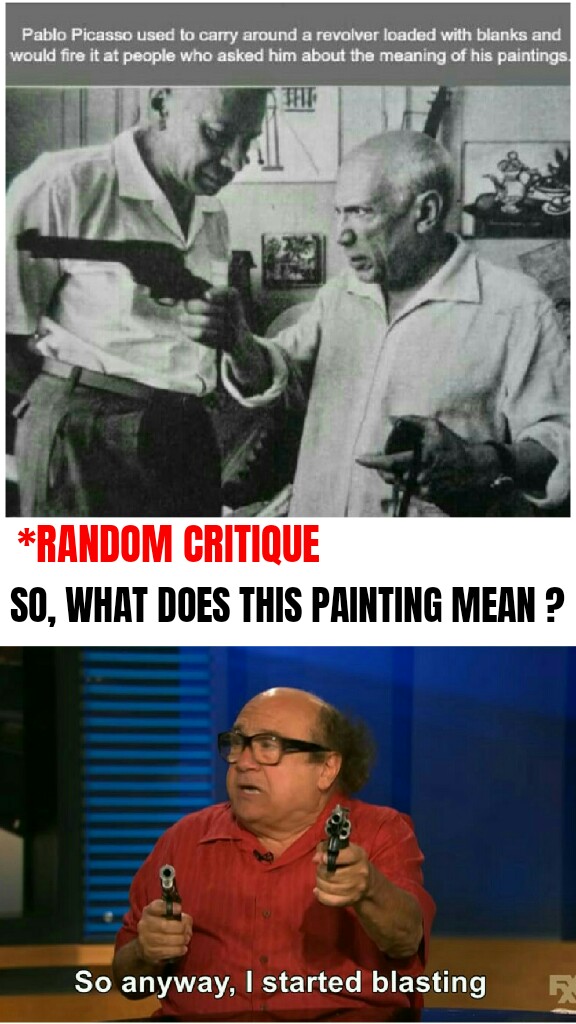 Pablo Picasso used to carry around a revolver loaded with blanks and
would fire it at people who asked him about the meaning of his paintings.
*RANDOM CRITIQUE
SO, WHAT DOES THIS PAINTING MEAN ?
So anyway, I started blasting
FX